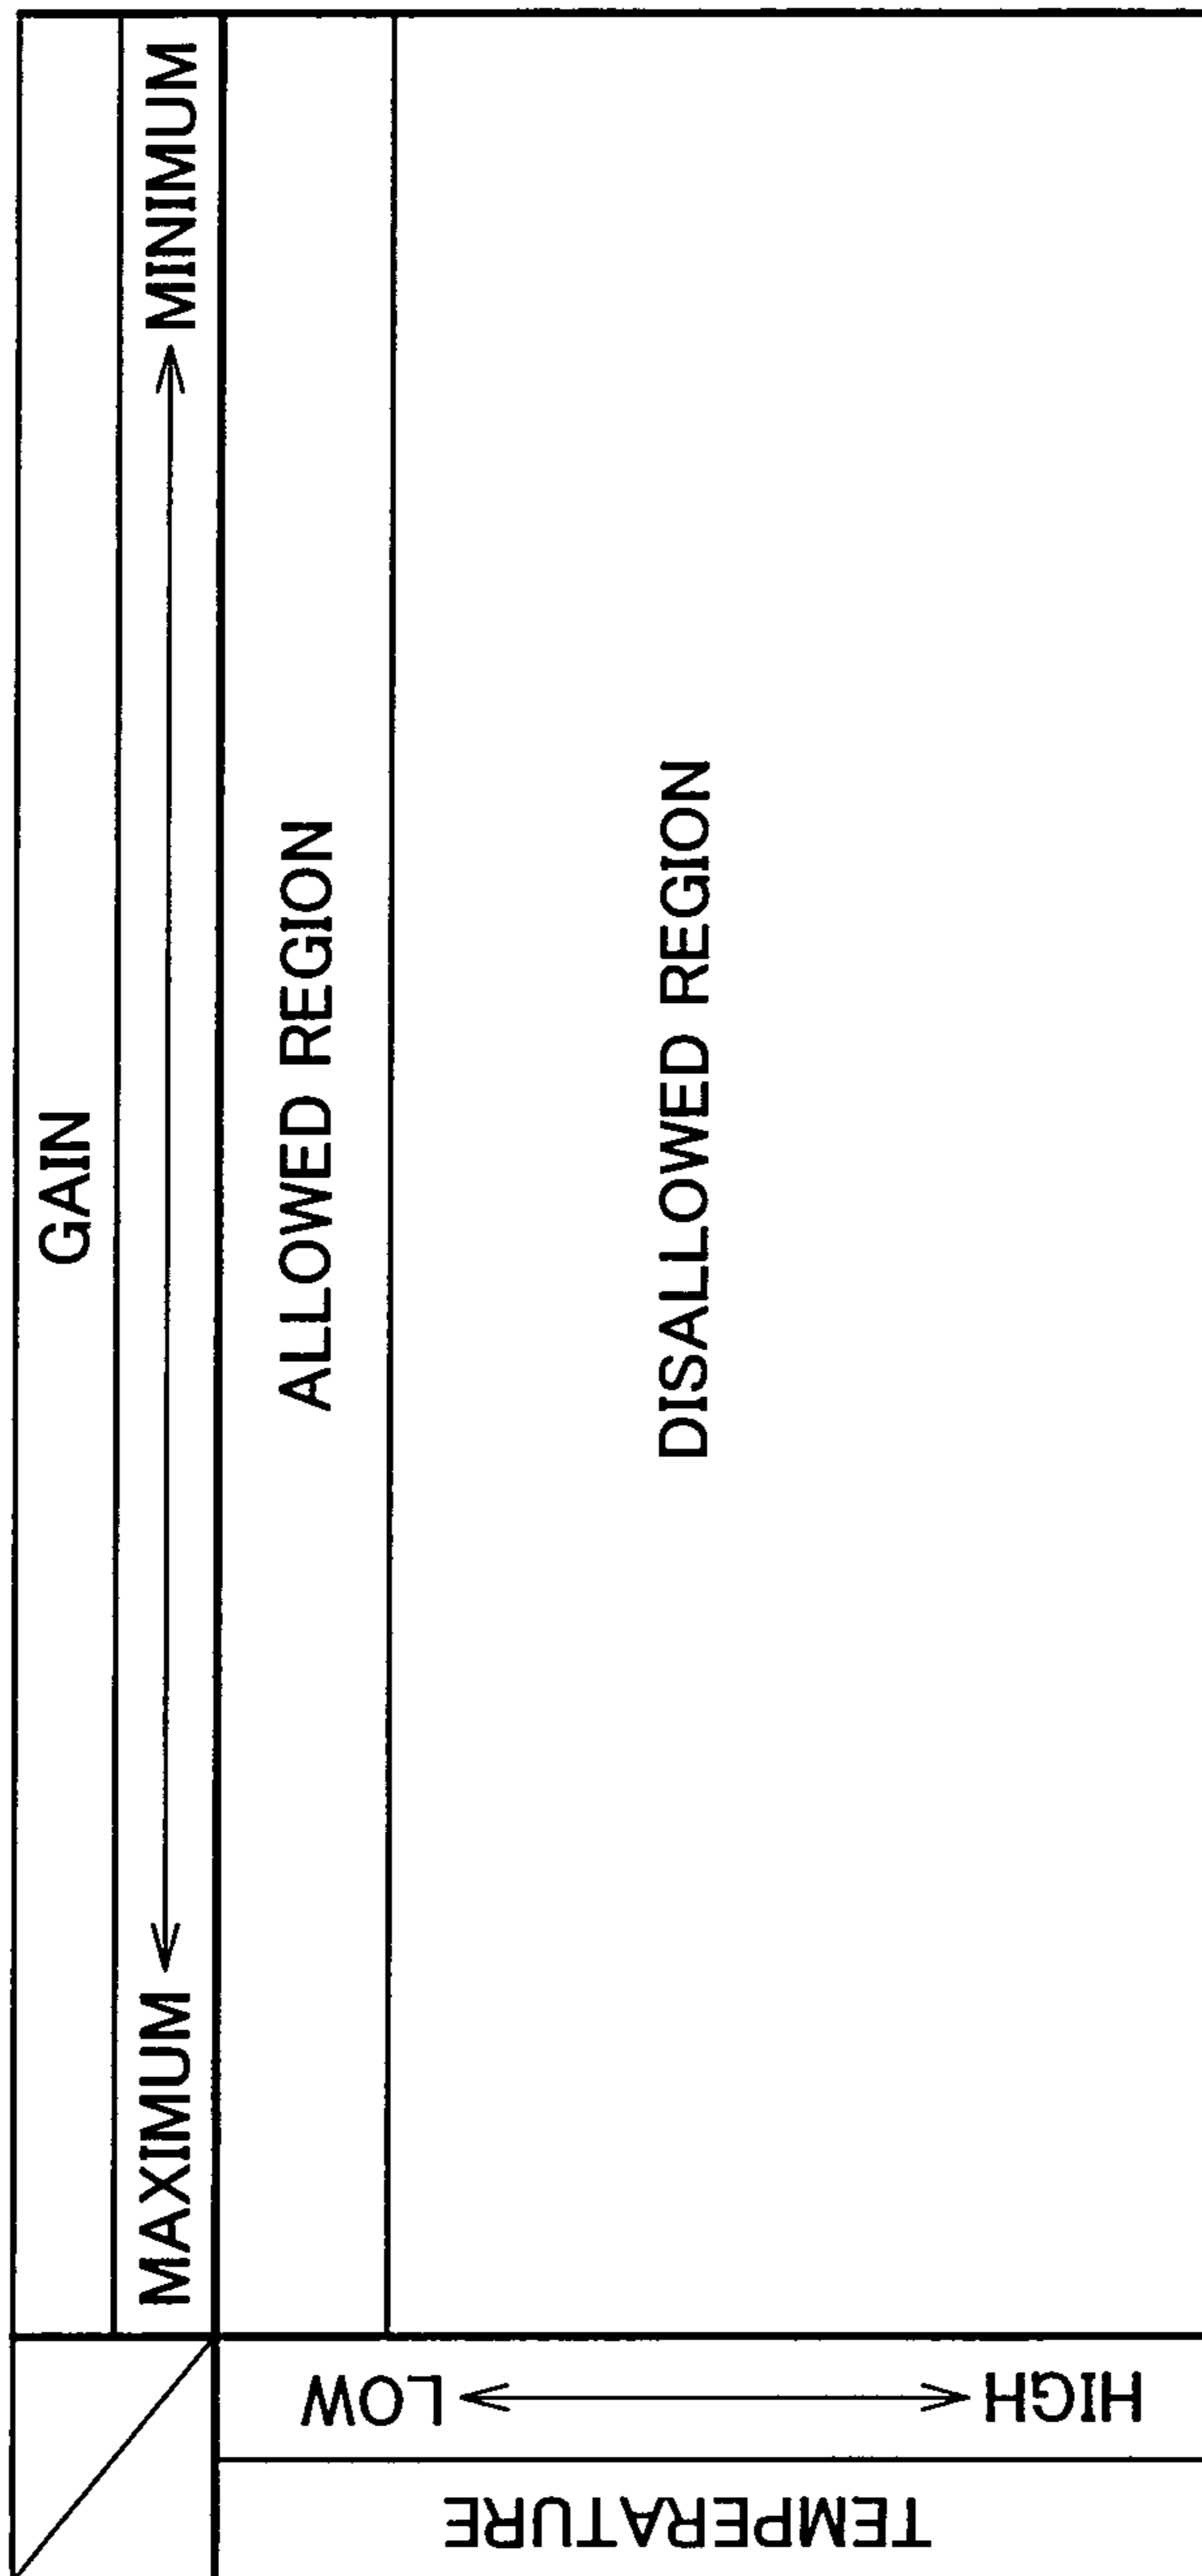 GAIN
MAXIMUM MINIMUM
TEMPERATURE
LOW
HIGH
ALLOWED REGION
DISALLOWED REGION